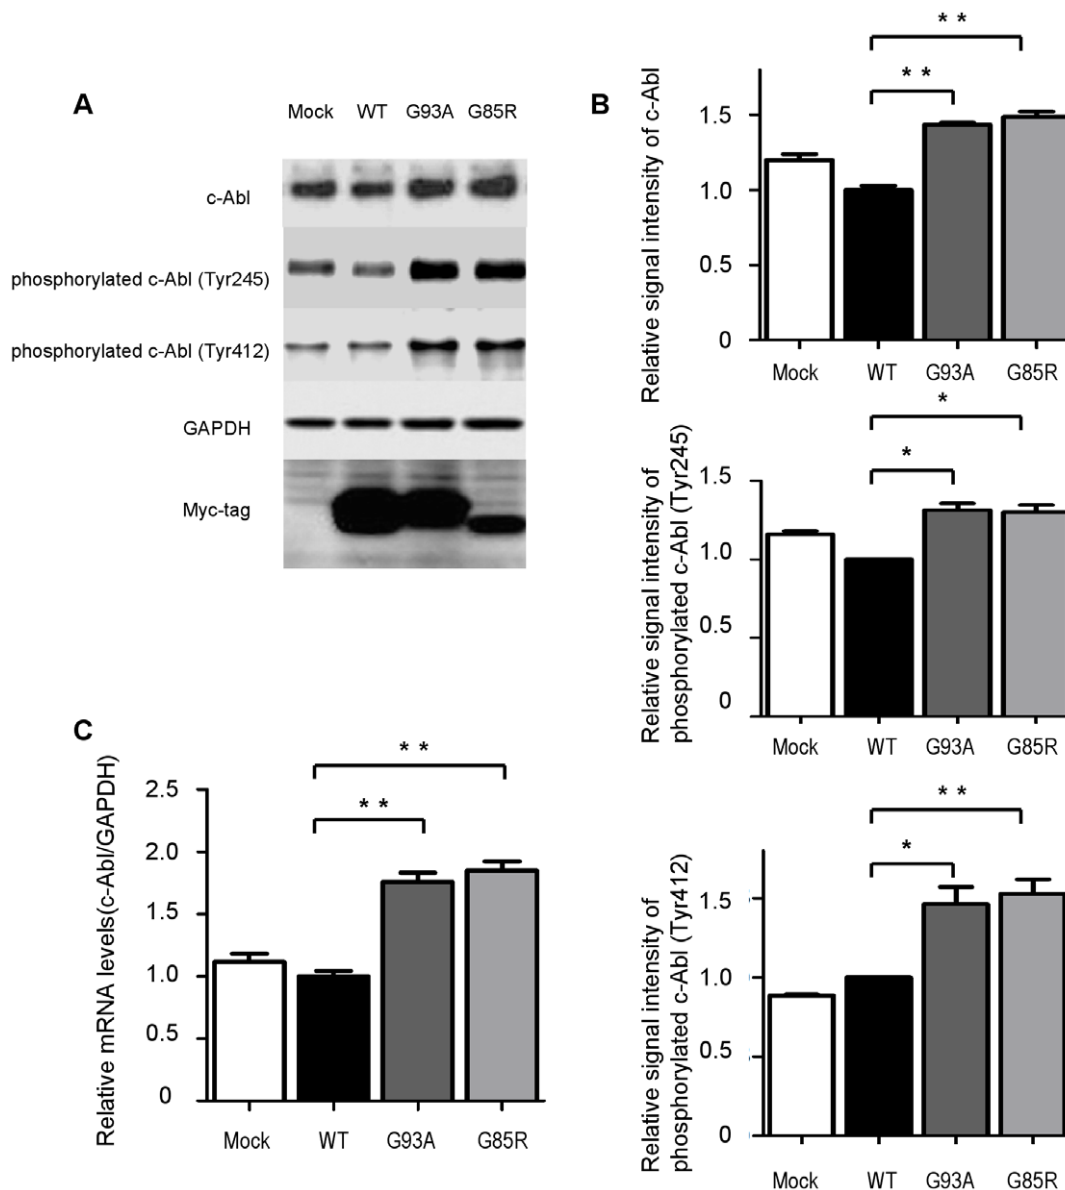 A
Mock WT G93A G85R
c-Abl
phosphorylated c-Abl (Tyr245)
phosphorylated c-Abl (Tyr412)
GAPDH
Myc-tag
B
Relative signal intensity of c-Abl
* *
* *
1.5
1.0
0.5
0
Mock WT G93A G85R
Relative signal intensity of
phosphorylated c-Abl (Tyr245)
*
*
1.5
1.0
0.5
0
Mock WT G93A G85R
Relative signal intensity of
phosphorylated c-Abl (Tyr412)
* *
*
1.5
1.0
0.5
0
Mock WT G93A G85R
C
Relative mRNA levels(c-Abl/GAPDH)
* *
* *
2.5
2.0
1.5
1.0
0.5
0
Mock WT G93A G85R